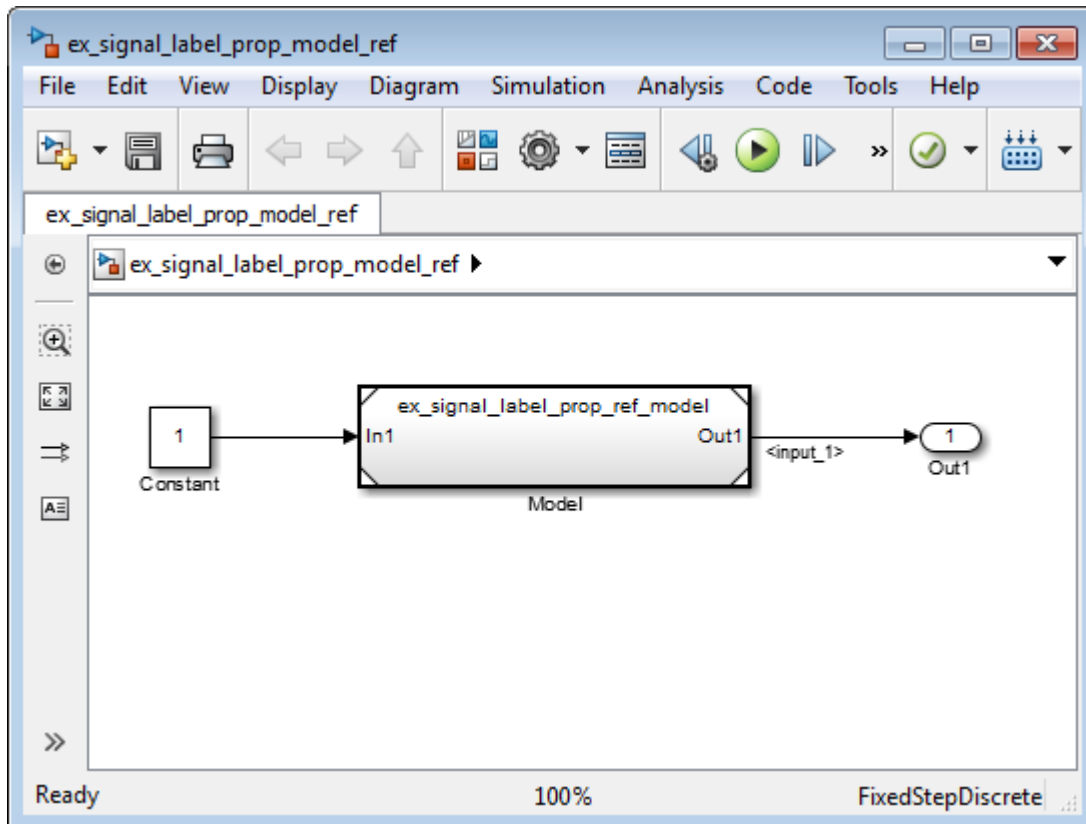 ex_signal_label_prop_model_ref
File Edit View Display Diagram Simulation Analysis Code Tools Help
ex_signal_label_prop_model_ref
ex_signal_label_prop_model_ref
ex_signal_label_prop_ref_model
1 In1 Out1 1
<input_1>
Constant Out1
Model
Ready 100% FixedStepDiscrete